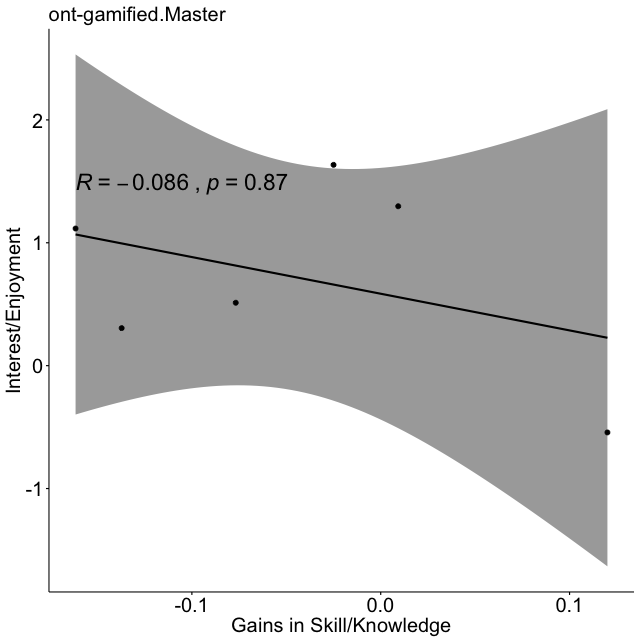 ont-gamified.Master
R = −0.086 , p = 0.87
Interest/Enjoyment
2
1
0
-1
-0.1 0.0 0.1
Gains in Skill/Knowledge